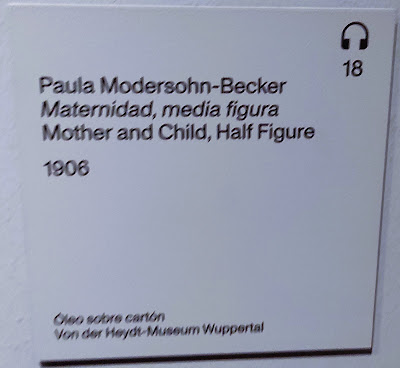 18
Paula Modersohn-Becker
Maternidad, media figura
Mother and Child, Half Figure
1906
Óleo sobre cartón
Von der Heydt-Museum Wuppertal